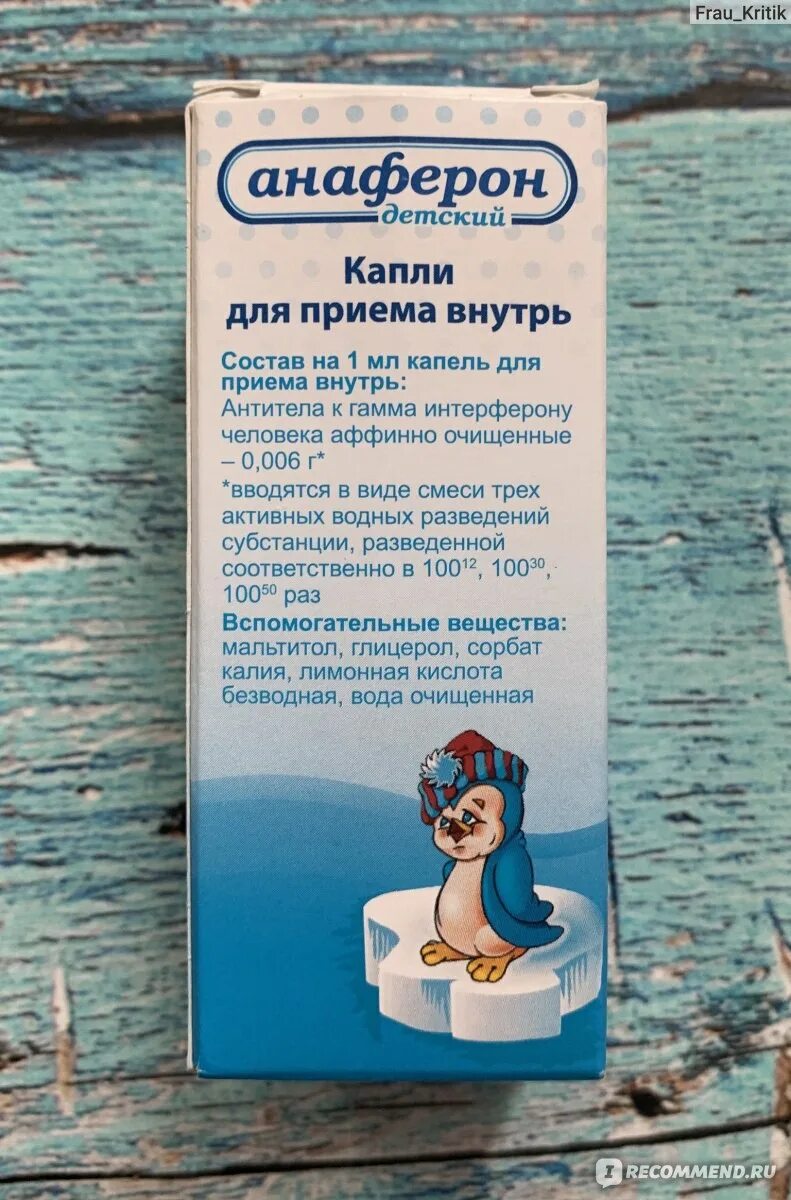 Frau_Kritik
анаферон
детский
Капли
для приема внутрь
Состав на 1 мл капель для
приема внутрь:
Антитела к гамма интерферону
человека аффинно очищенные
– 0,006 г*
*вводятся в виде смеси трех
активных водных разведений
субстанции, разведенной
соответственно в 100¹², 100³⁰,
100⁵⁰ раз
Вспомогательные вещества:
мальтитол, глицерол, сорбат
калия, лимонная кислота
безводная, вода очищенная
IRECOMMEND.RU